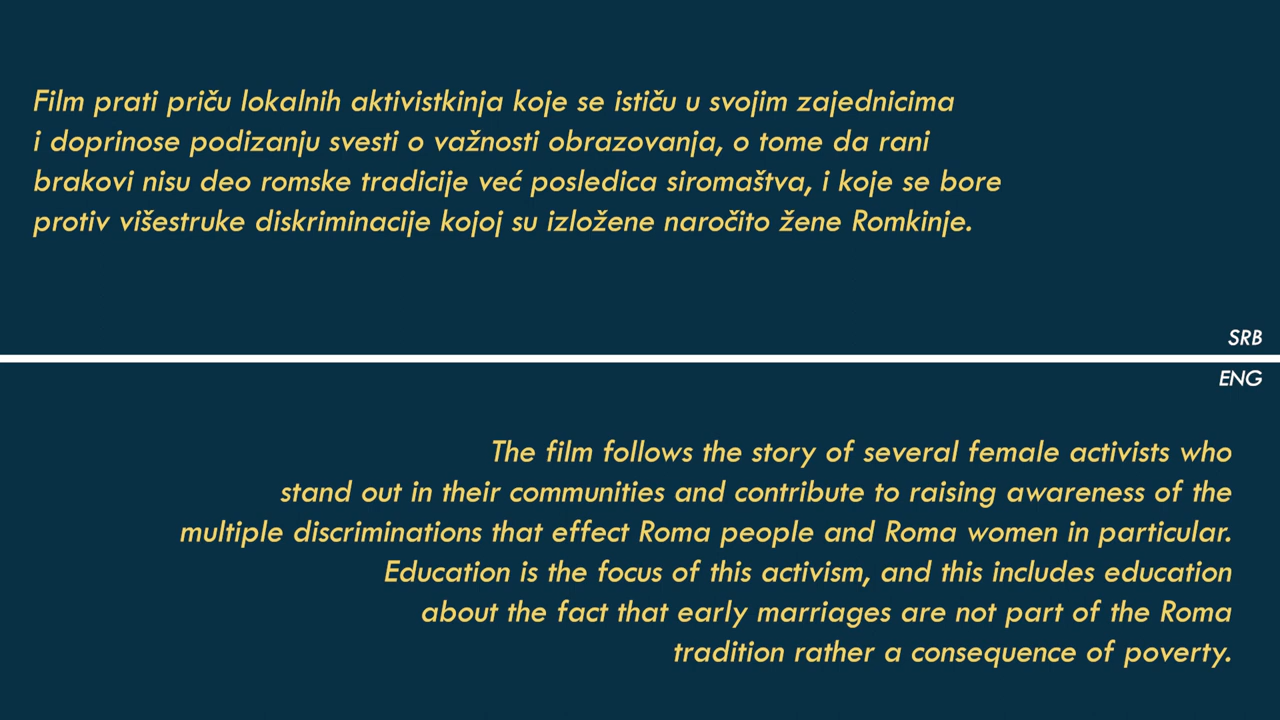 Film prati priču lokalnih aktivistkinja koje se ističu u svojim zajednicima
i doprinose podizanju svesti o važnosti obrazovanja, o tome da rani
brakovi nisu deo romske tradicije već posledica siromaštva, i koje se bore
protiv višestruke diskriminacije kojoj su izložene naročito žene Romkinje.
SRB
ENG
The film follows the story of several female activists who
stand out in their communities and contribute to raising awareness of the
multiple discriminations that effect Roma people and Roma women in particular.
Education is the focus of this activism, and this includes education
about the fact that early marriages are not part of the Roma
tradition rather a consequence of poverty.